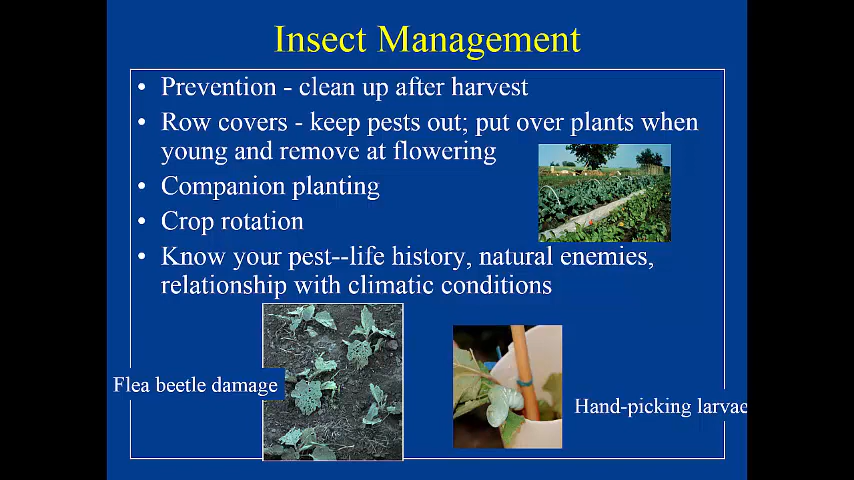 Insect Management
• Prevention - clean up after harvest
• Row covers - keep pests out; put over plants when
young and remove at flowering
• Companion planting
• Crop rotation
• Know your pest--life history, natural enemies,
relationship with climatic conditions
Flea beetle damage
Hand-picking larvae